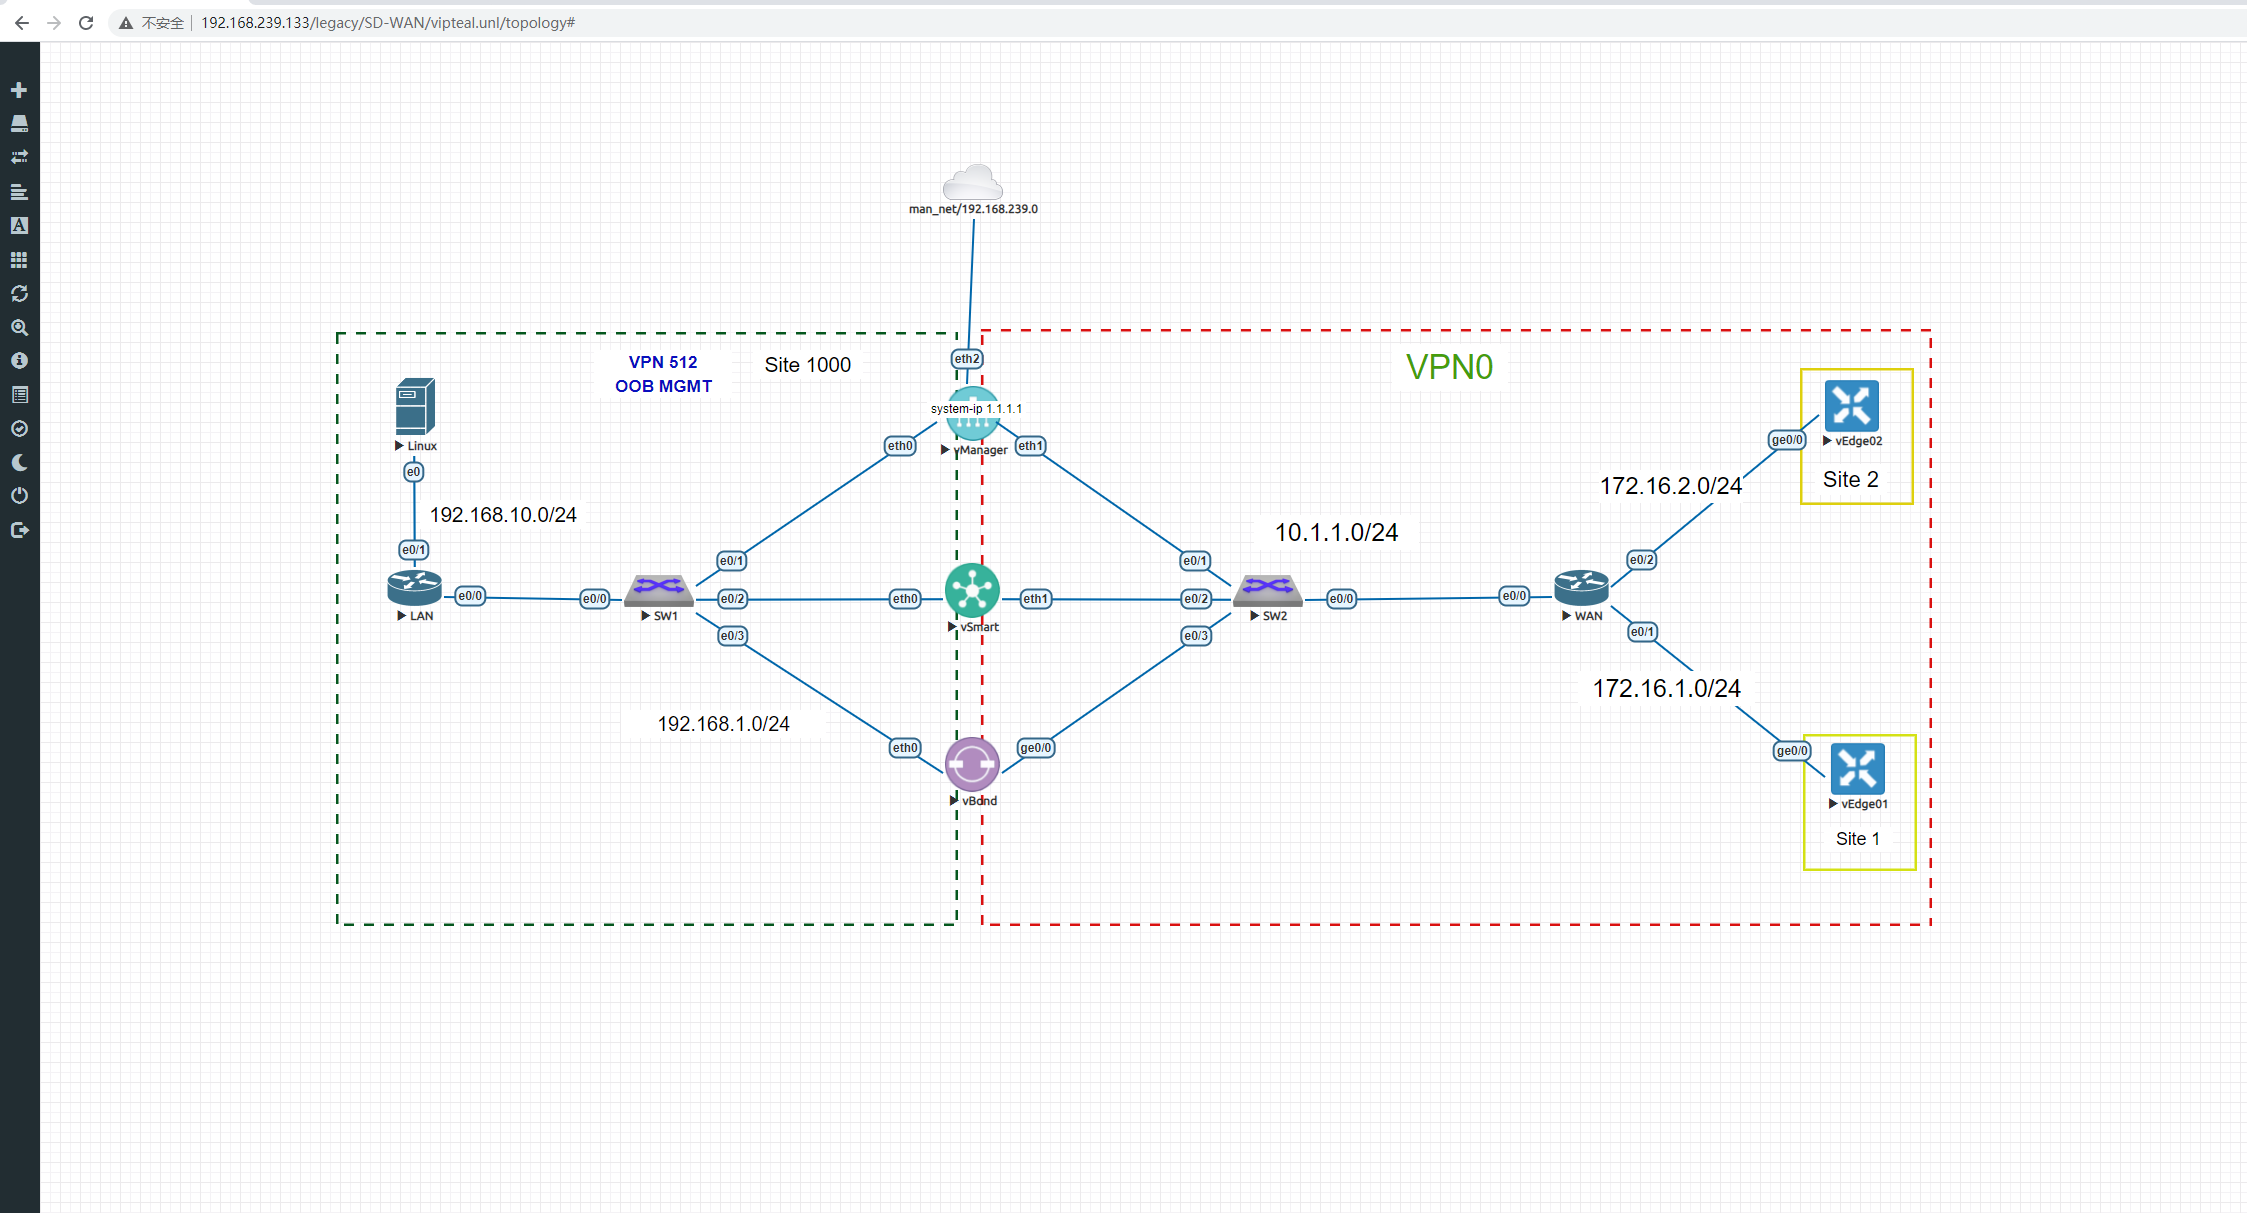 不安全 192.168.239.133/legacy/SD-WAN/vipteal.unl/topology#
man_net/192.168.239.0
VPN 512
OOB MGMT
Site 1000
VPN0
eth2
system-ip 1.1.1.1
vManager
eth0
eth1
Linux
e0
192.168.10.0/24
e0/1
LAN
e0/0
e0/0
SW1
e0/1
e0/2
e0/3
eth0
vSmart
eth1
192.168.1.0/24
eth0
vBond
ge0/0
10.1.1.0/24
e0/1
e0/2
e0/3
SW2
e0/0
e0/0
WAN
e0/2
e0/1
172.16.2.0/24
ge0/0
vEdge02
Site 2
172.16.1.0/24
ge0/0
vEdge01
Site 1